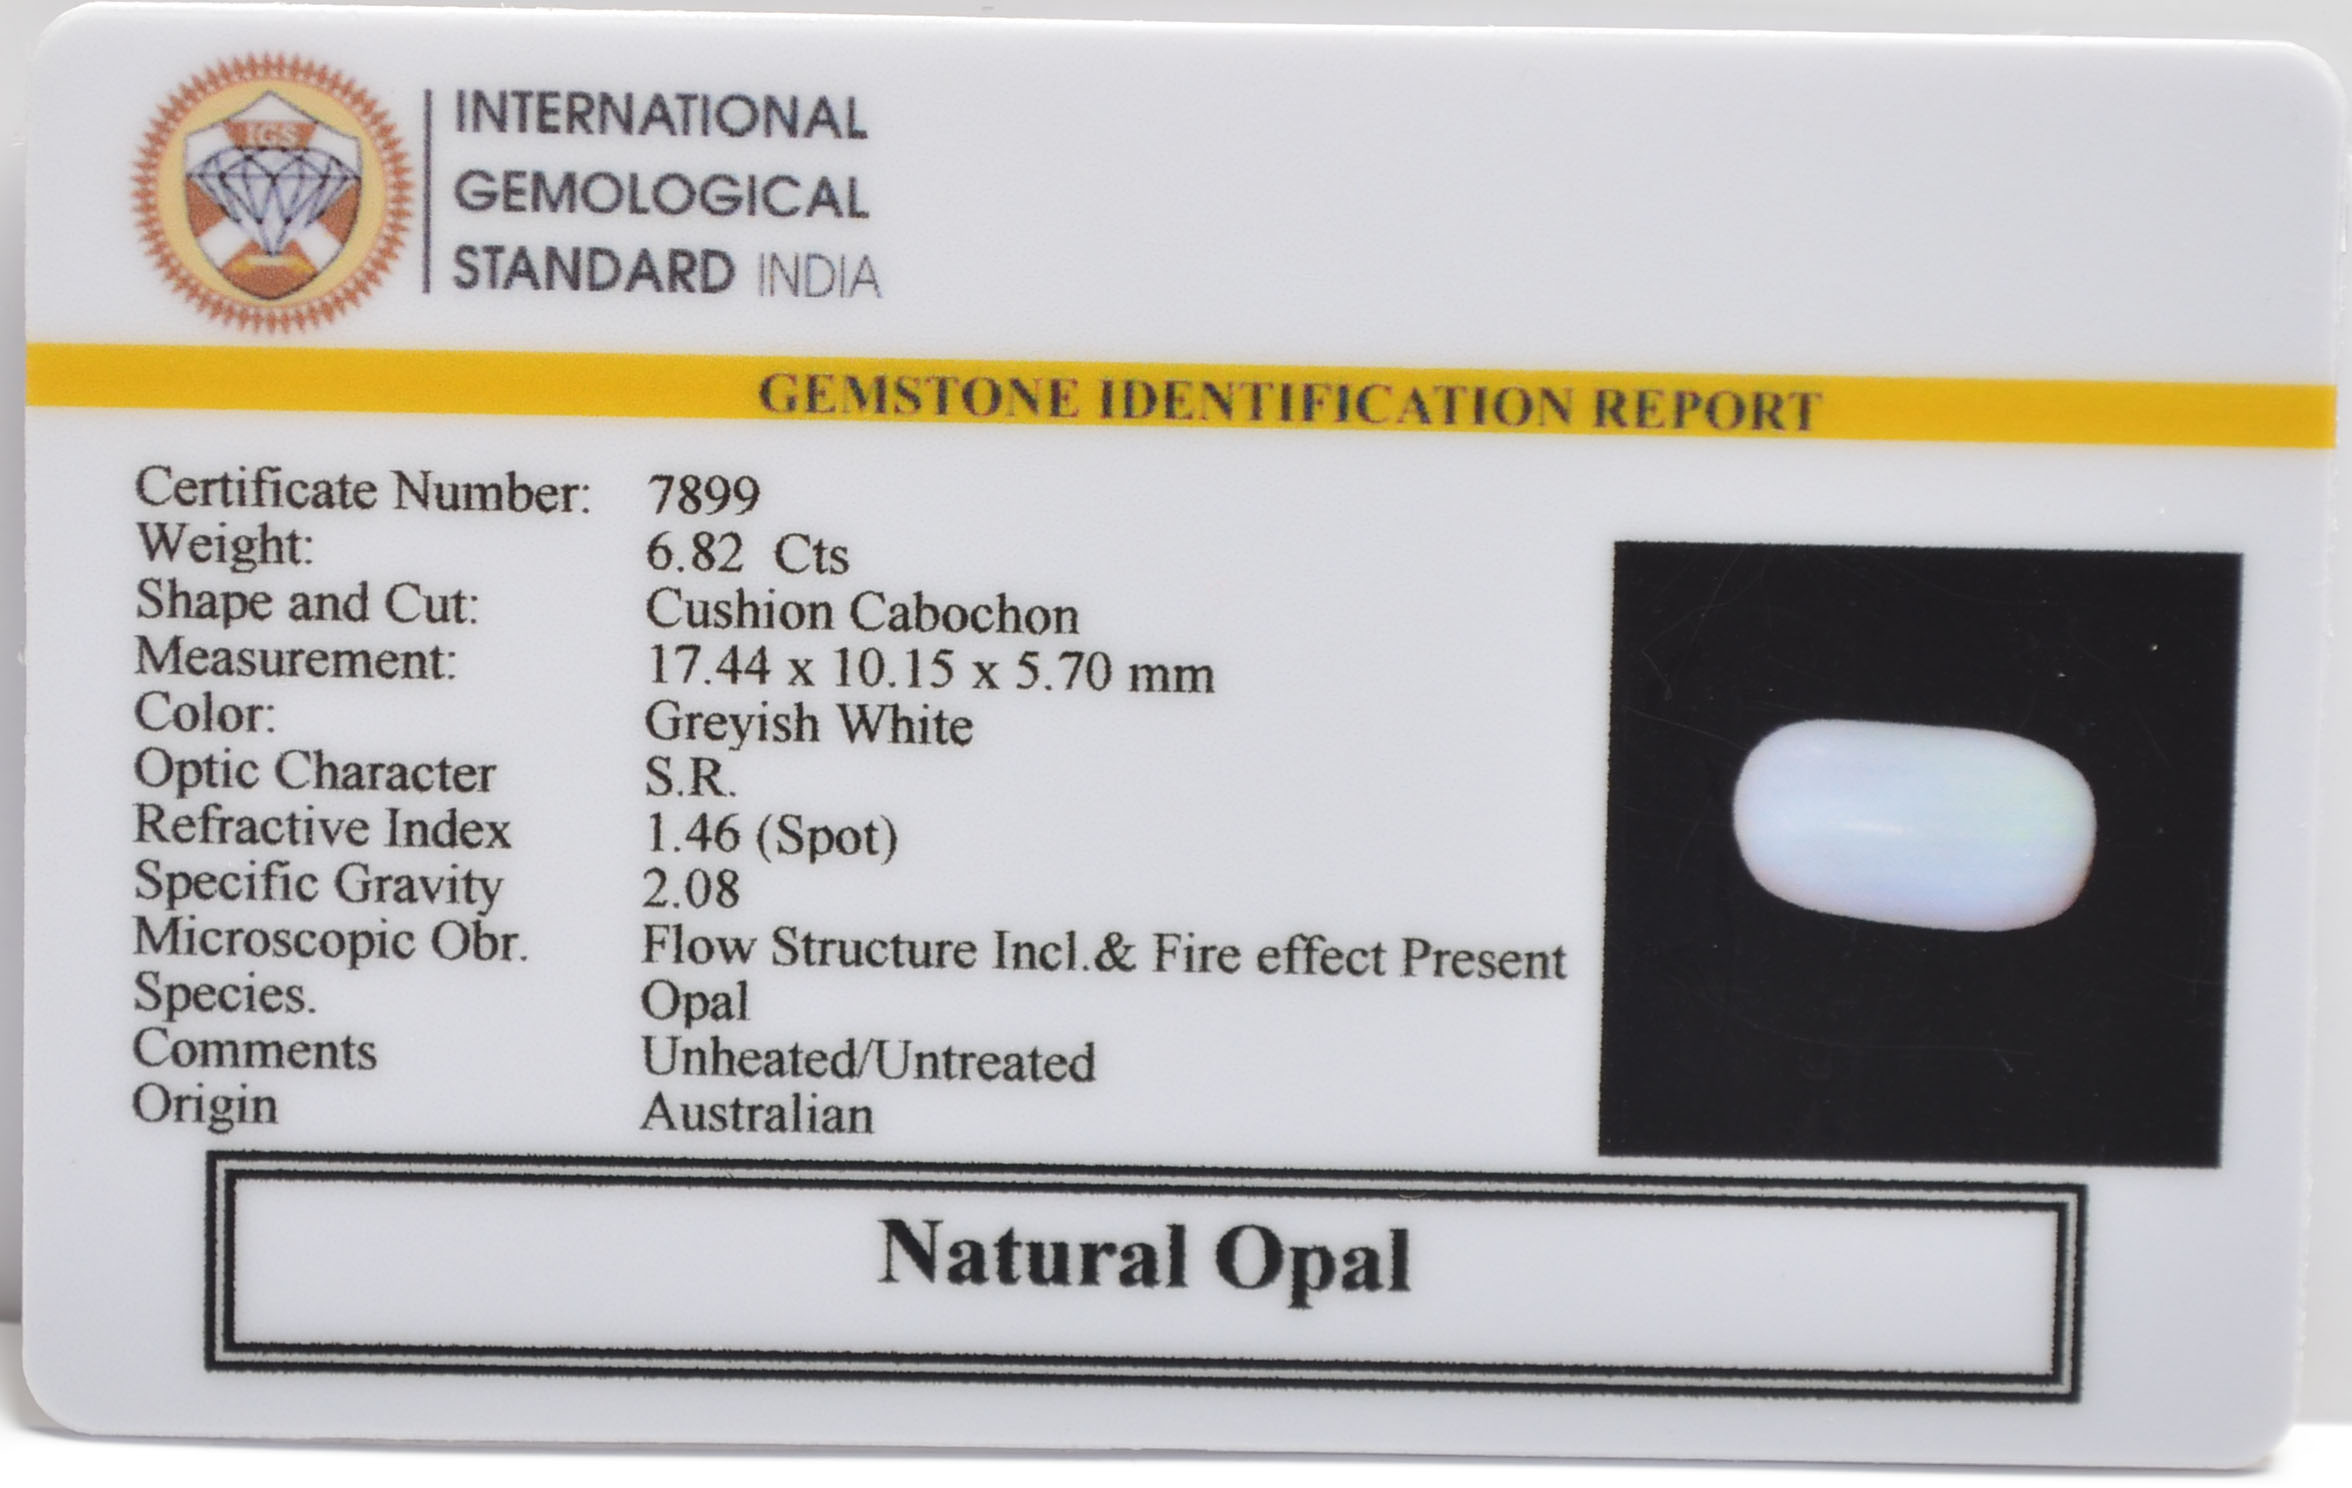 IGS
INTERNATIONAL
GEMOLOGICAL
STANDARD INDIA
GEMSTONE IDENTIFICATION REPORT
Certificate Number: 7899
Weight: 6.82 Cts
Shape and Cut: Cushion Cabochon
Measurement: 17.44 x 10.15 x 5.70 mm
Color: Greyish White
Optic Character S.R.
Refractive Index 1.46 (Spot)
Specific Gravity 2.08
Microscopic Obr. Flow Structure Incl.& Fire effect Present
Species. Opal
Comments Unheated/Untreated
Origin Australian
Natural Opal